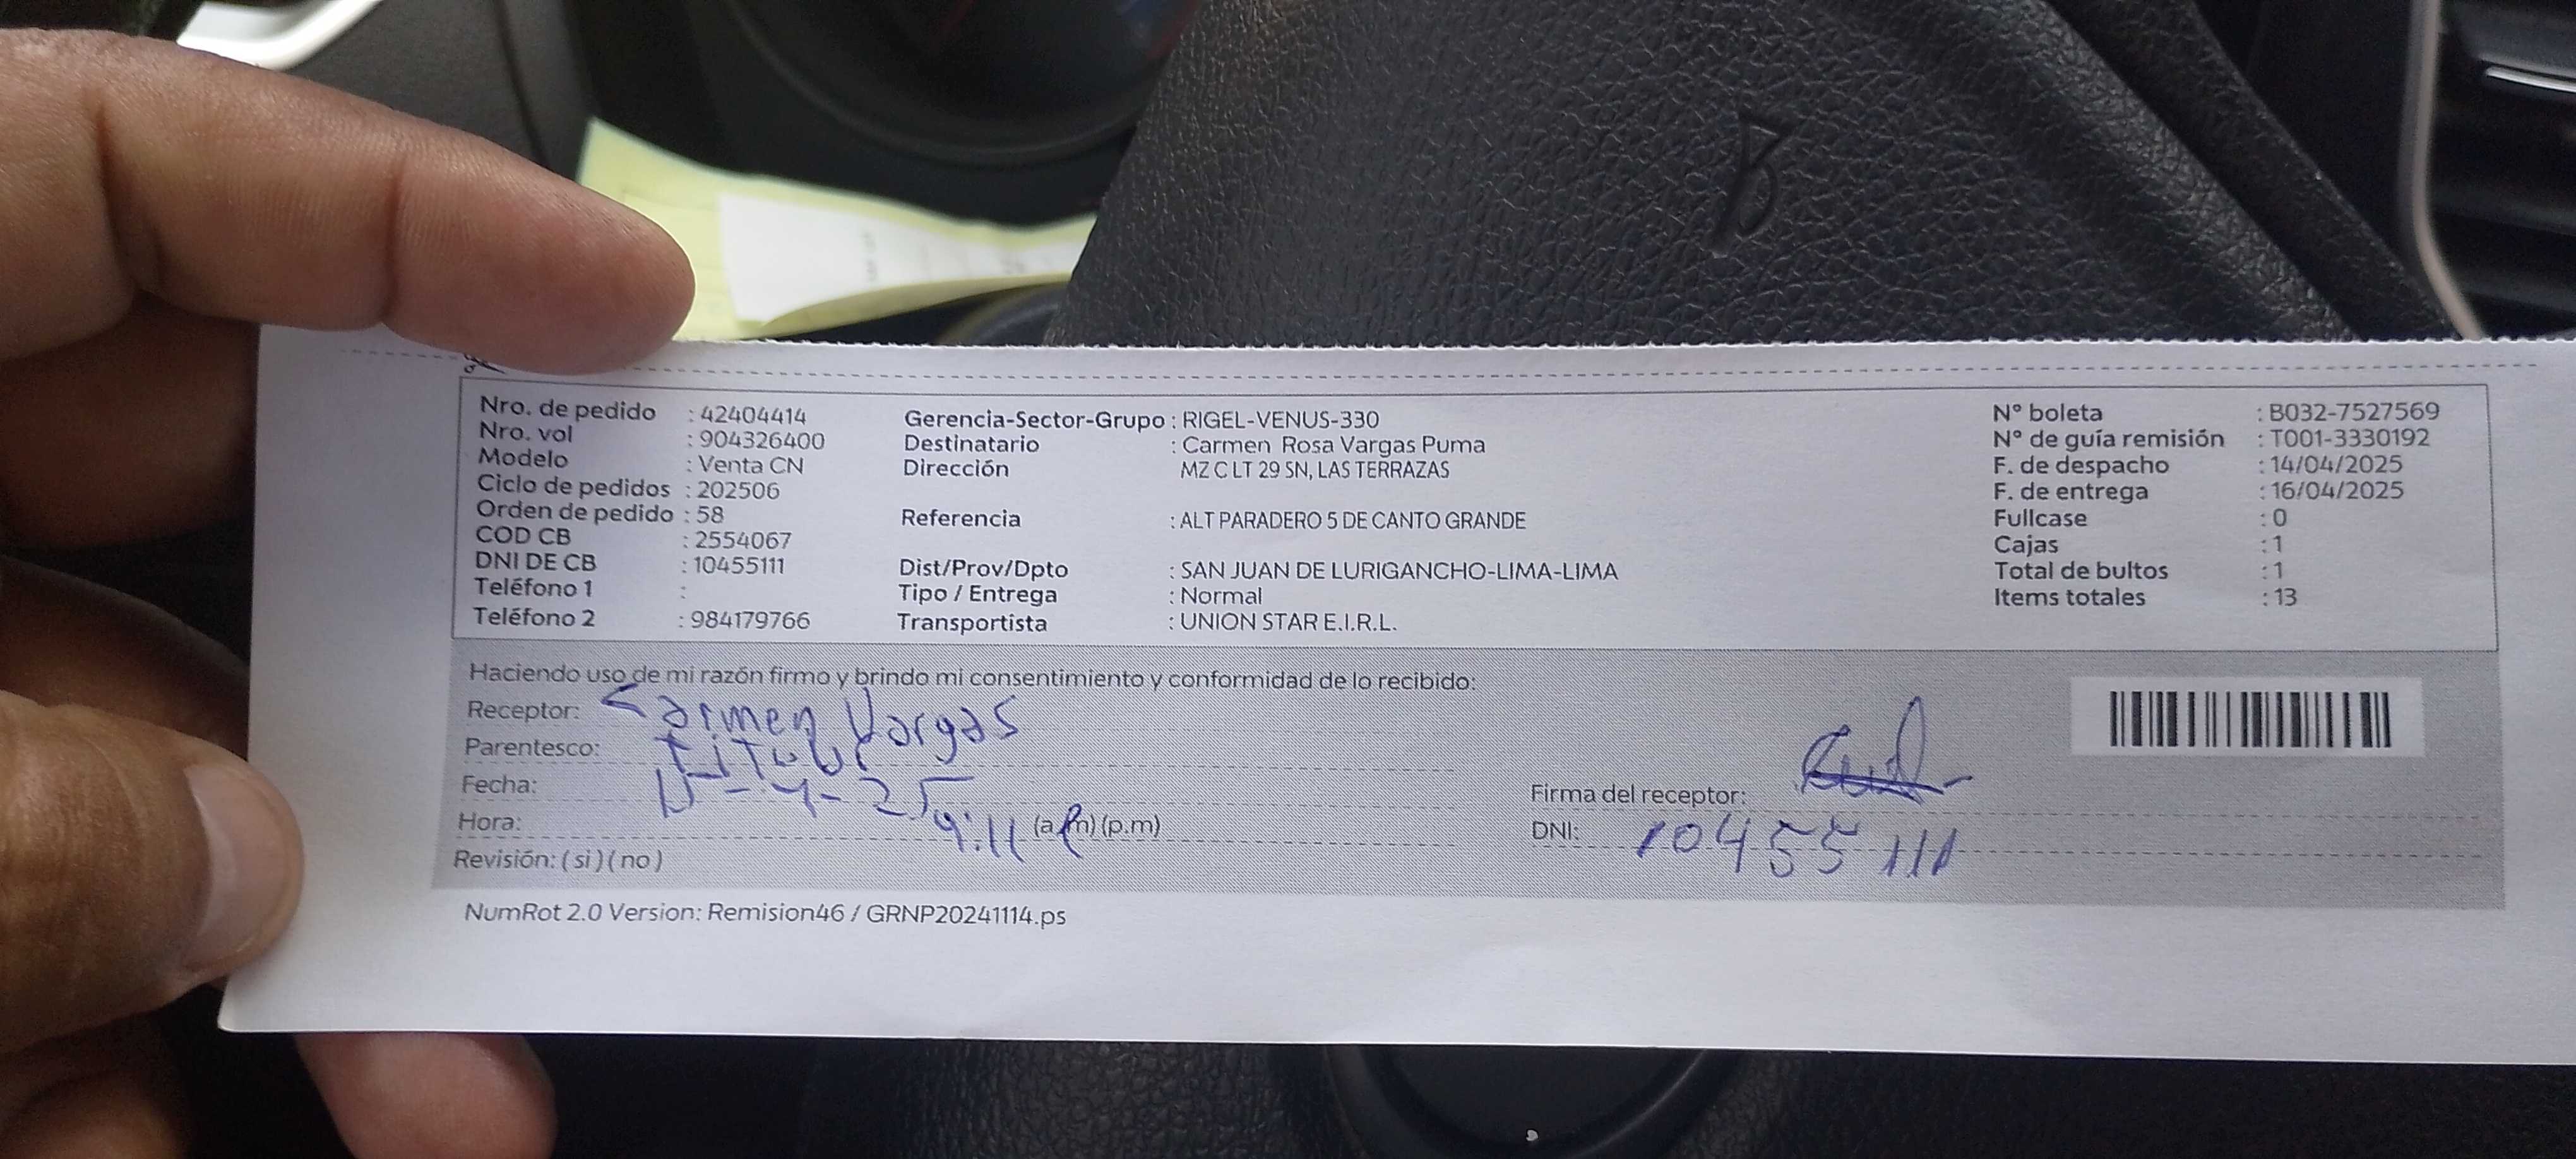 Nro. de pedido : 42404414
Nro. vol : 904326400
Modelo : Venta CN
Ciclo de pedidos : 202506
Orden de pedido : 58
COD CB : 2554067
DNI DE CB : 10455111
Teléfono 1 :
Teléfono 2 : 984179766
Gerencia-Sector-Grupo : RIGEL-VENUS-330
Destinatario : Carmen Rosa Vargas Puma
Dirección MZ C LT 29 SN, LAS TERRAZAS
Referencia : ALT PARADERO 5 DE CANTO GRANDE
Dist/Prov/Dpto : SAN JUAN DE LURIGANCHO-LIMA-LIMA
Tipo / Entrega : Normal
Transportista : UNION STAR E.I.R.L.
N° boleta : B032-7527569
N° de guía remisión : T001-3330192
F. de despacho : 14/04/2025
F. de entrega : 16/04/2025
Fullcase : 0
Cajas : 1
Total de bultos : 1
Items totales : 13
Haciendo uso de mi razón firmo y brindo mi consentimiento y conformidad de lo recibido:
Receptor: Carmen Vargas
Parentesco: Titular
Fecha: 15-4-25
Hora: 9:11 (a.m) (p.m)
Revisión: ( si ) ( no )
Firma del receptor:
DNI: 10455111
NumRot 2.0 Version: Remision46 / GRNP20241114.ps